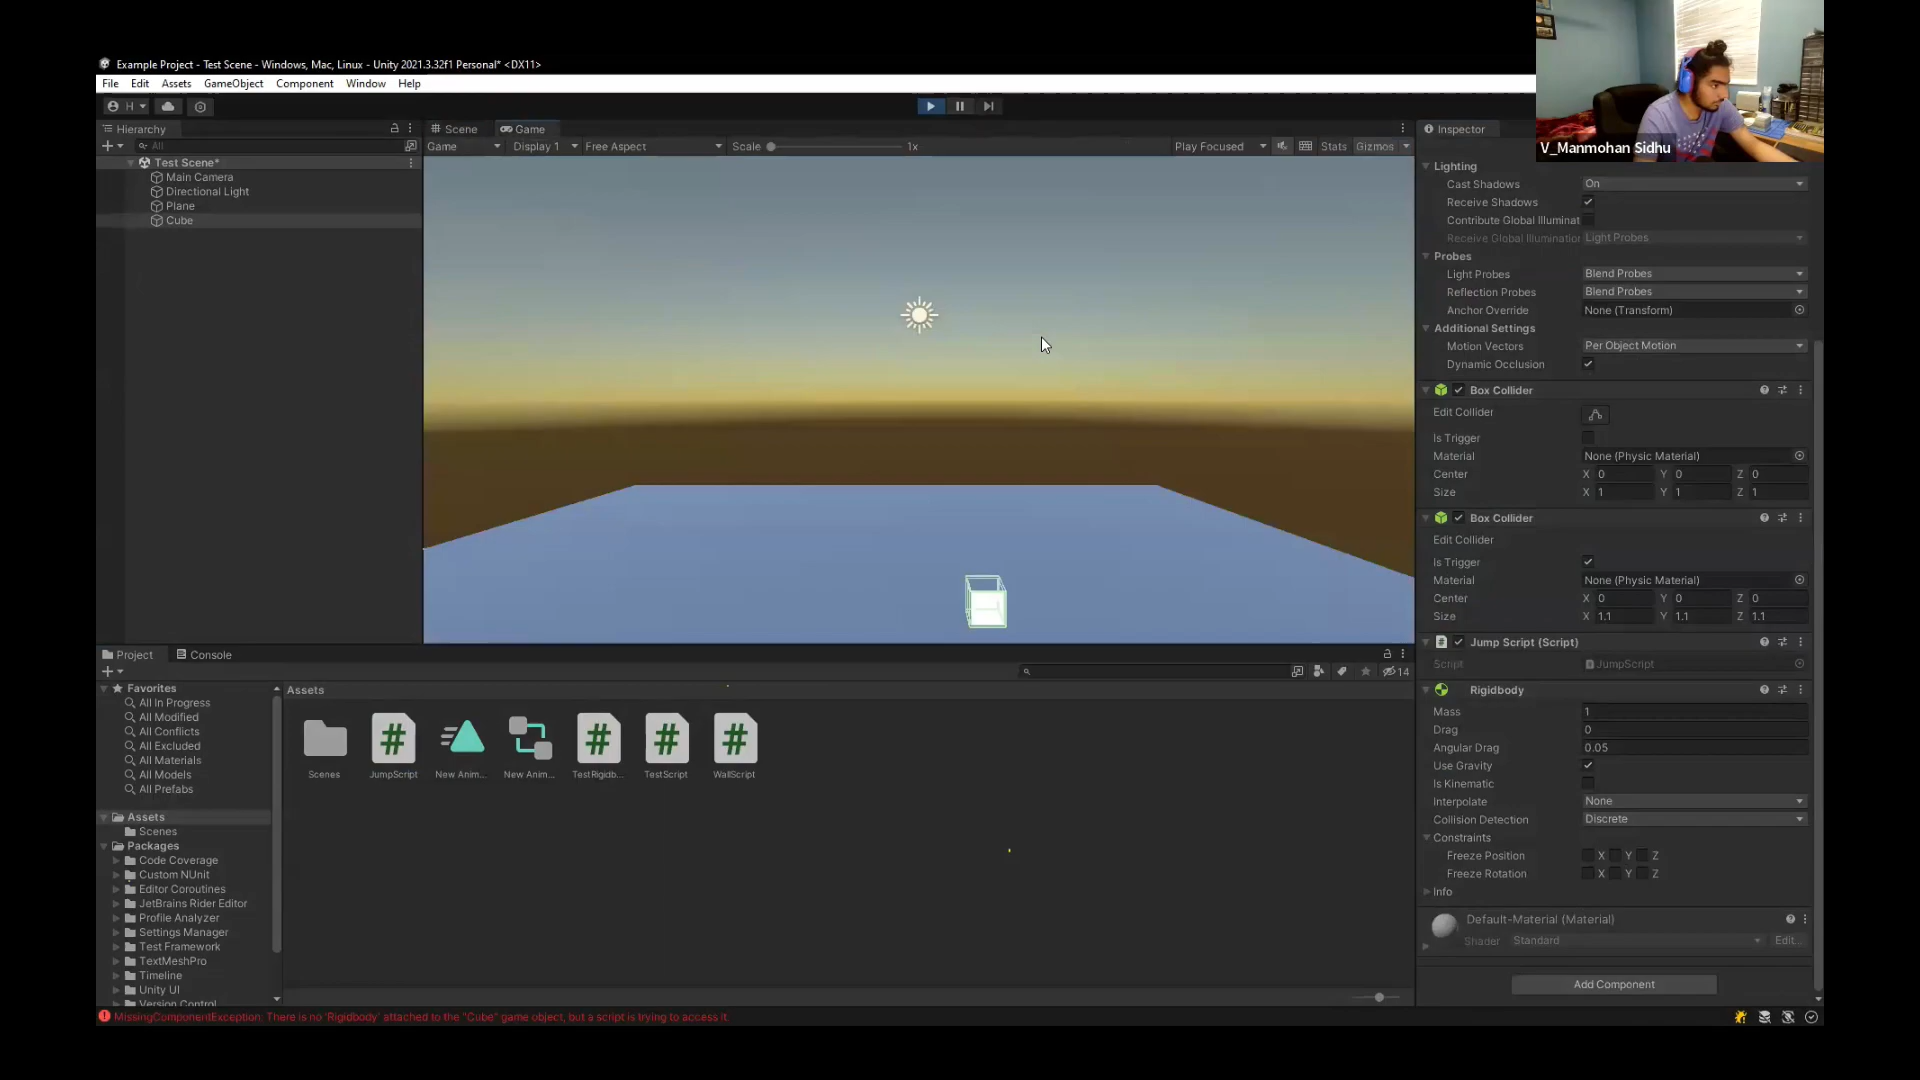 Example Project - Test Scene - Windows, Mac, Linux - Unity 2021.3.32f1 Personal* <DX11>
File Edit Assets GameObject Component Window Help
H
Hierarchy
All
Test Scene*
Main Camera
Directional Light
Plane
Cube
Scene Game
Game Display 1 Free Aspect Scale 1x Play Focused Stats Gizmos
V_Manmohan Sidhu
Inspector
Lighting
Cast Shadows On
Receive Shadows
Contribute Global Illuminat
Receive Global Illumination Light Probes
Probes
Light Probes Blend Probes
Reflection Probes Blend Probes
Anchor Override None (Transform)
Additional Settings
Motion Vectors Per Object Motion
Dynamic Occlusion
Box Collider
Edit Collider
Is Trigger
Material None (Physic Material)
Center X 0 Y 0 Z 0
Size X 1 Y 1 Z 1
Box Collider
Edit Collider
Is Trigger
Material None (Physic Material)
Center X 0 Y 0 Z 0
Size X 1.1 Y 1.1 Z 1.1
# Jump Script (Script)
Script JumpScript
Rigidbody
Mass 1
Drag 0
Angular Drag 0.05
Use Gravity
Is Kinematic
Interpolate None
Collision Detection Discrete
Constraints
Freeze Position X Y Z
Freeze Rotation X Y Z
Info
Default-Material (Material)
Shader Standard Edit...
Add Component
Project Console
14
Favorites
All In Progress
All Modified
All Conflicts
All Excluded
All Materials
All Models
All Prefabs
Assets
Scenes
Packages
Code Coverage
Custom NUnit
Editor Coroutines
JetBrains Rider Editor
Profile Analyzer
Settings Manager
Test Framework
TextMeshPro
Timeline
Unity UI
Version Control
Assets
# # # #
Scenes JumpScript New Anim... New Anim... TestRigidb... TestScript WallScript
MissingComponentException: There is no 'Rigidbody' attached to the "Cube" game object, but a script is trying to access it.